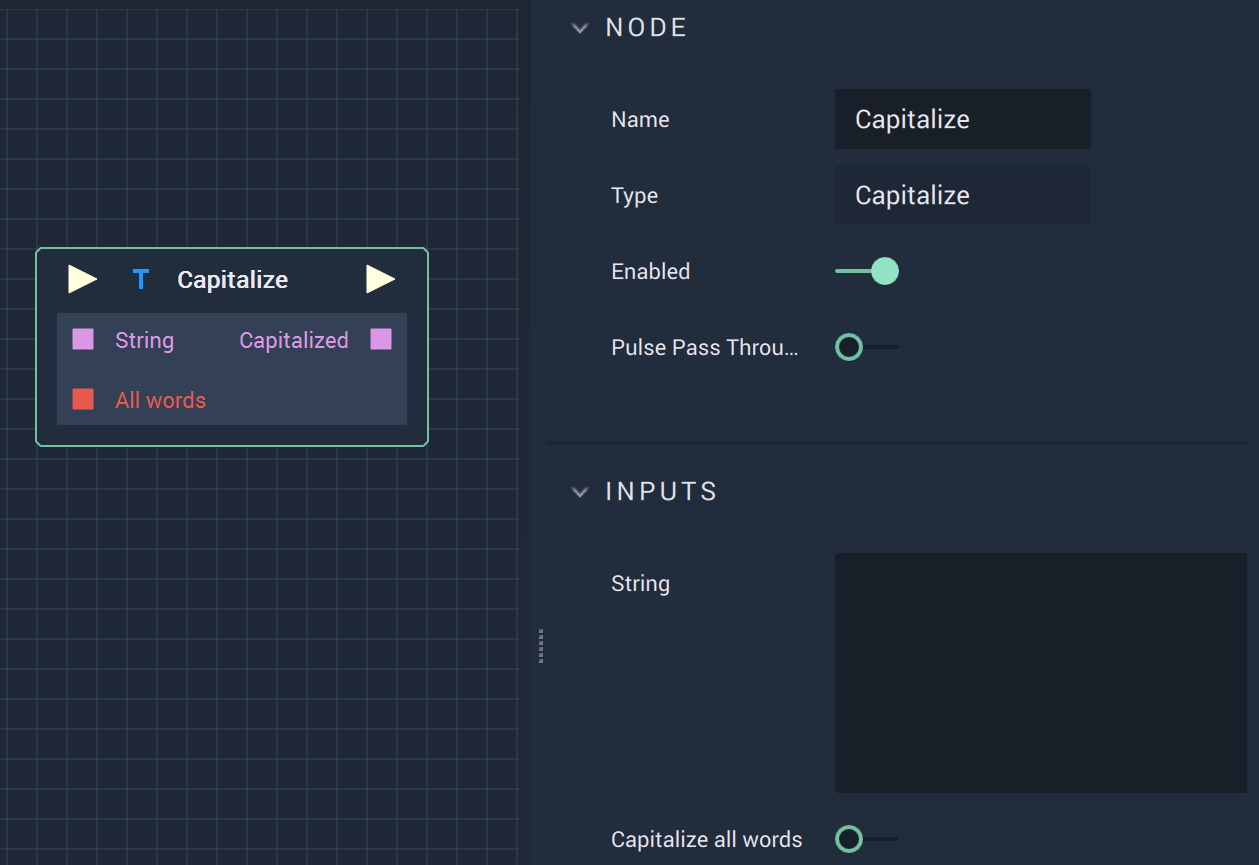 T Capitalize
String Capitalized
All words
NODE
Name Capitalize
Type Capitalize
Enabled
Pulse Pass Throu...
INPUTS
String
Capitalize all words